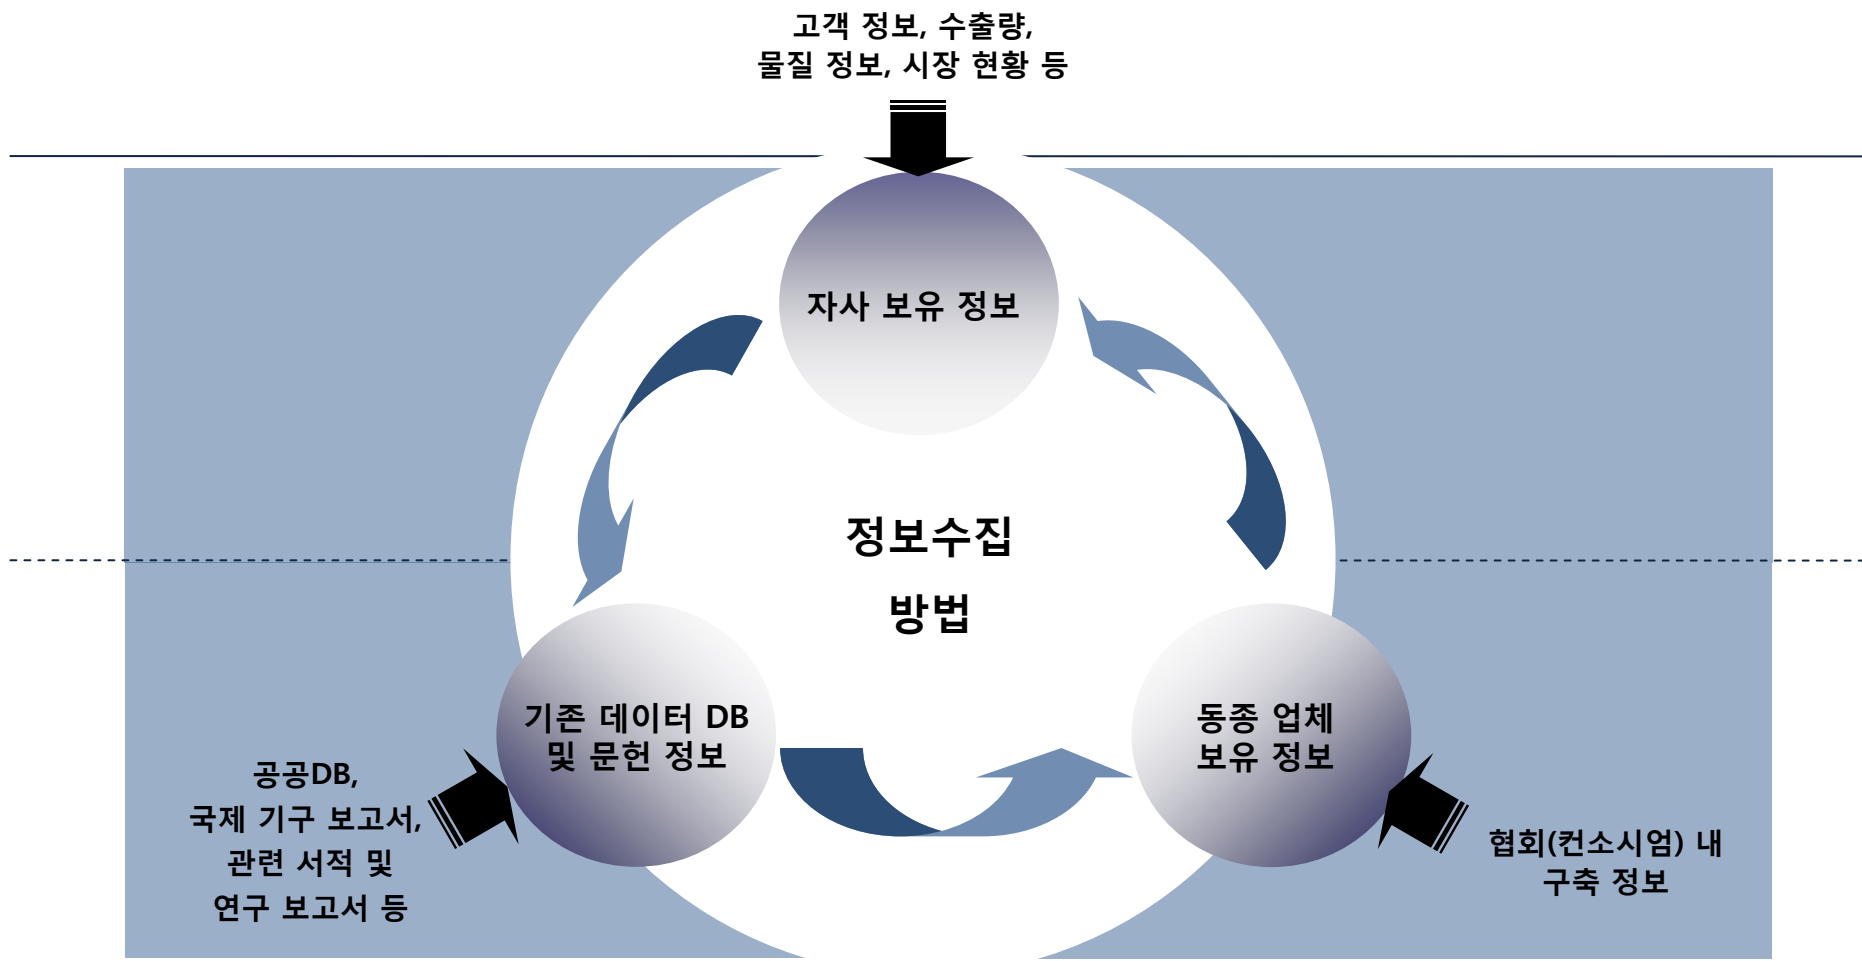 고객 정보, 수출량,
물질 정보, 시장 현황 등
자사 보유 정보
정보수집
방법
기존 데이터 DB
및 문헌 정보
동종 업체
보유 정보
공공DB,
국제 기구 보고서,
관련 서적 및
연구 보고서 등
협회(컨소시엄) 내
구축 정보